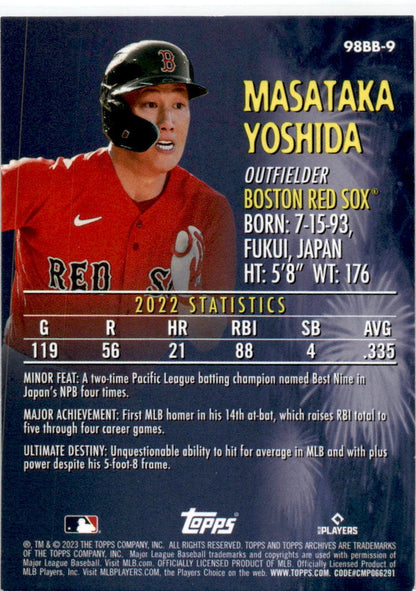 98BB-9
B
MASATAKA
YOSHIDA
OUTFIELDER
BOSTON RED SOX®
BORN: 7-15-93,
FUKUI, JAPAN
HT: 5'8" WT: 176
RED S
2022 STATISTICS
G R HR RBI SB AVG
119 56 21 88 4 .335
MINOR FEAT: A two-time Pacific League batting champion named Best Nine in
Japan's NPB four times.
MAJOR ACHIEVEMENT: First MLB homer in his 14th at-bat, which raises RBI total to
five through four career games.
ULTIMATE DESTINY: Unquestionable ability to hit for average in MLB and with plus
power despite his 5-foot-8 frame.
TOPPS
PLAYERS
®, TM & © 2023 THE TOPPS COMPANY, INC. ALL RIGHTS RESERVED. TOPPS AND TOPPS ARCHIVES ARE TRADEMARKS
OF THE TOPPS COMPANY, INC. Major League Baseball trademarks and copyrights are used with permission of
Major League Baseball. Visit MLB.com. OFFICIALLY LICENSED PRODUCT OF MLB. Officially Licensed Product of
MLB Players, Inc. Visit MLBPLAYERS.com, the Players Choice on the web. CODE#CMP066291